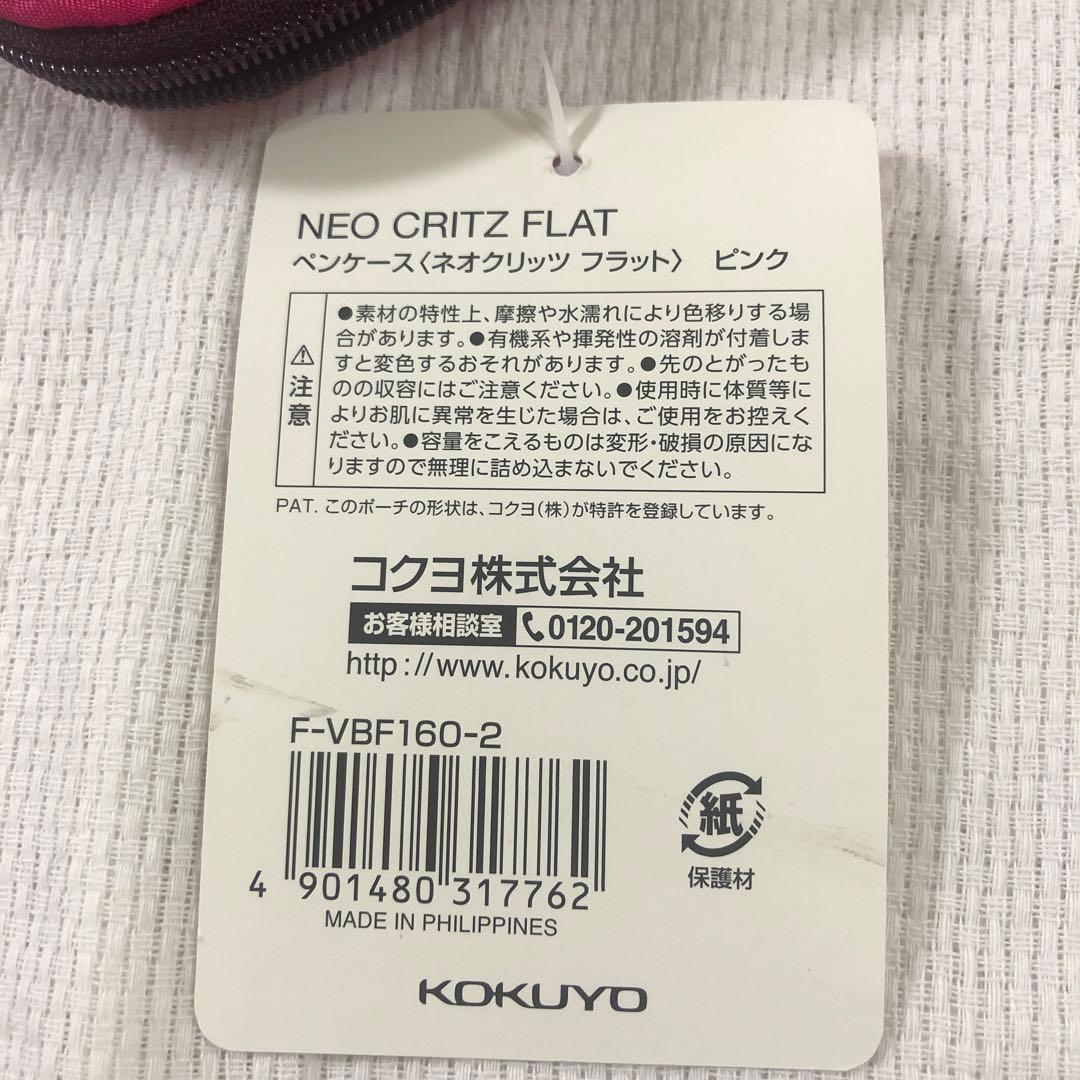 NEO CRITZ FLAT
ペンケース〈ネオクリッツ フラット〉 ピンク
⚠注意
●素材の特性上、摩擦や水濡れにより色移りする場
合があります。●有機系や揮発性の溶剤が付着しま
すと変色するおそれがあります。●先のとがったも
のの収容にはご注意ください。●使用時に体質等に
よりお肌に異常を生じた場合は、ご使用をお控えく
ださい。●容量をこえるものは変形・破損の原因にな
りますので無理に詰め込まないでください。
PAT. このポーチの形状は、コクヨ(株)が特許を登録しています。
コクヨ株式会社
お客様相談室 0120-201594
http://www.kokuyo.co.jp/
F-VBF160-2
4 901480 317762
MADE IN PHILIPPINES
紙
保護材
KOKUYO